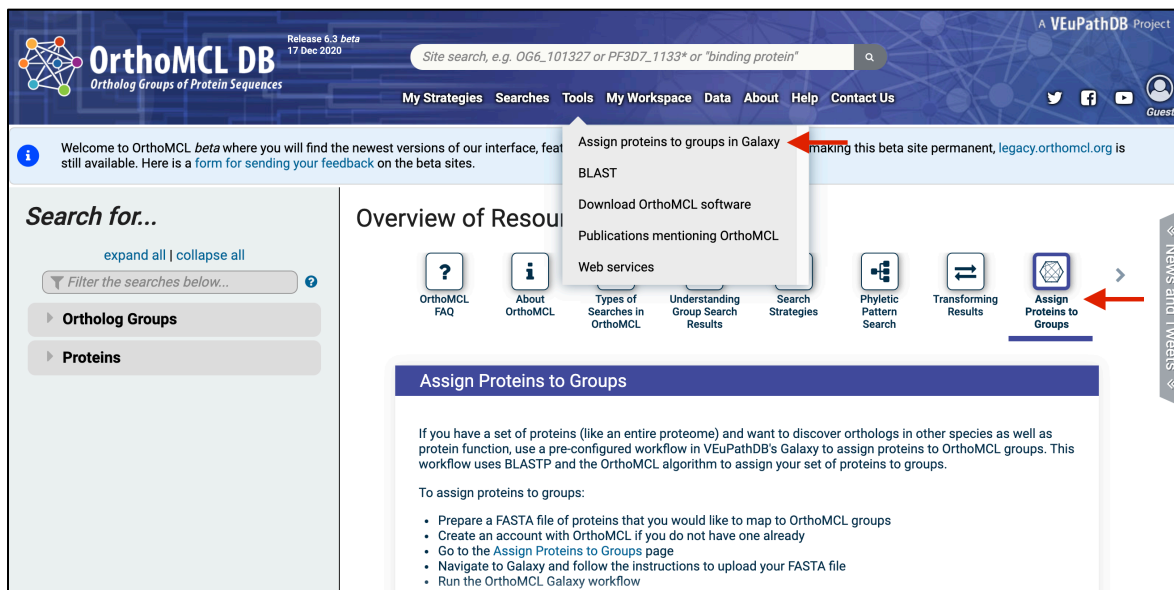 A VEuPathDB Project
Release 6.3 beta
17 Dec 2020
OrthoMCL DB
Ortholog Groups of Protein Sequences
Site search, e.g. OG6_101327 or PF3D7_1133* or "binding protein"
My Strategies Searches Tools My Workspace Data About Help Contact Us
Guest
Assign proteins to groups in Galaxy
BLAST
Download OrthoMCL software
Publications mentioning OrthoMCL
Web services
Welcome to OrthoMCL beta where you will find the newest versions of our interface, feat making this beta site permanent, legacy.orthomcl.org is
still available. Here is a form for sending your feedback on the beta sites.
Search for...
expand all | collapse all
Filter the searches below...
Ortholog Groups
Proteins
Overview of Resou
OrthoMCL
FAQ
About
OrthoMCL
Types of
Searches in
OrthoMCL
Understanding
Group Search
Results
Search
Strategies
Phyletic
Pattern
Search
Transforming
Results
Assign
Proteins to
Groups
News and Tweets
Assign Proteins to Groups
If you have a set of proteins (like an entire proteome) and want to discover orthologs in other species as well as
protein function, use a pre-configured workflow in VEuPathDB's Galaxy to assign proteins to OrthoMCL groups. This
workflow uses BLASTP and the OrthoMCL algorithm to assign your set of proteins to groups.
To assign proteins to groups:
• Prepare a FASTA file of proteins that you would like to map to OrthoMCL groups
• Create an account with OrthoMCL if you do not have one already
• Go to the Assign Proteins to Groups page
• Navigate to Galaxy and follow the instructions to upload your FASTA file
• Run the OrthoMCL Galaxy workflow